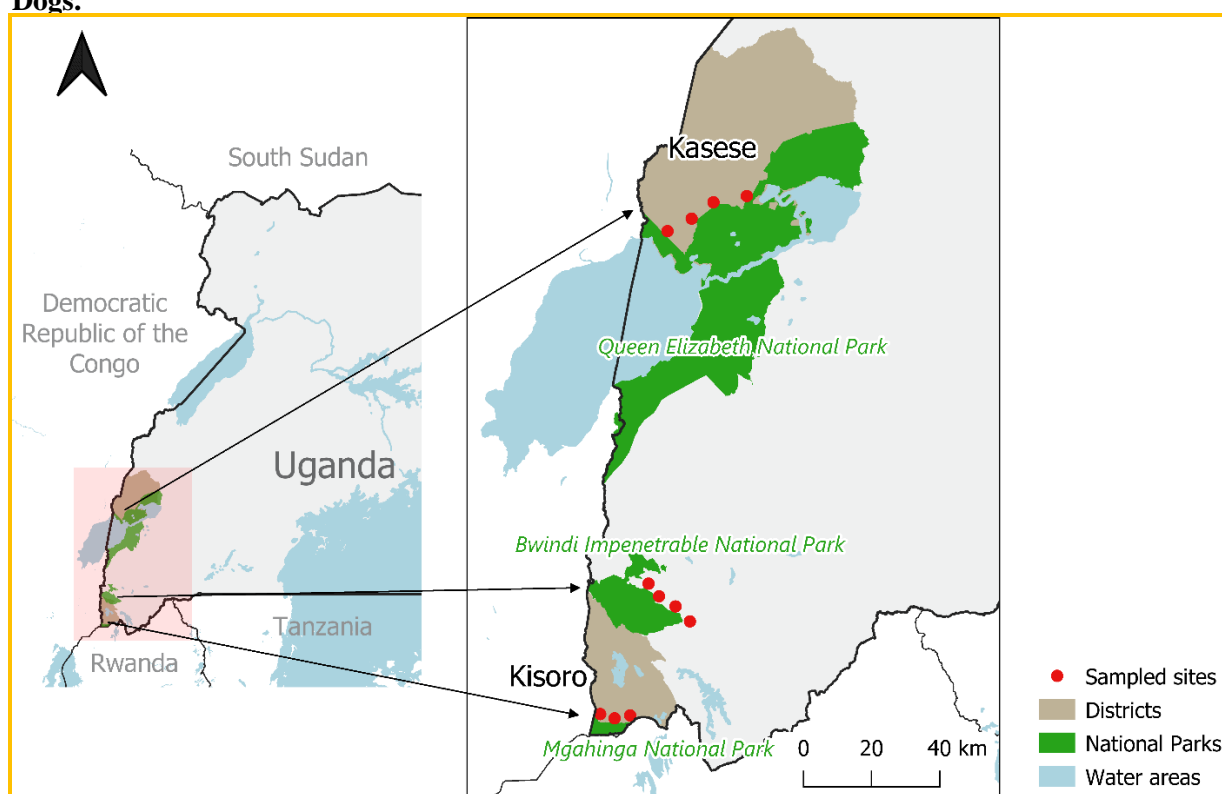 Dogs.
South Sudan
Democratic
Republic of the
Congo
Uganda
Tanzania
Rwanda
Kasese
Queen Elizabeth National Park
Bwindi Impenetrable National Park
Kisoro
Mgahinga National Park
0 20 40 km
Sampled sites
Districts
National Parks
Water areas